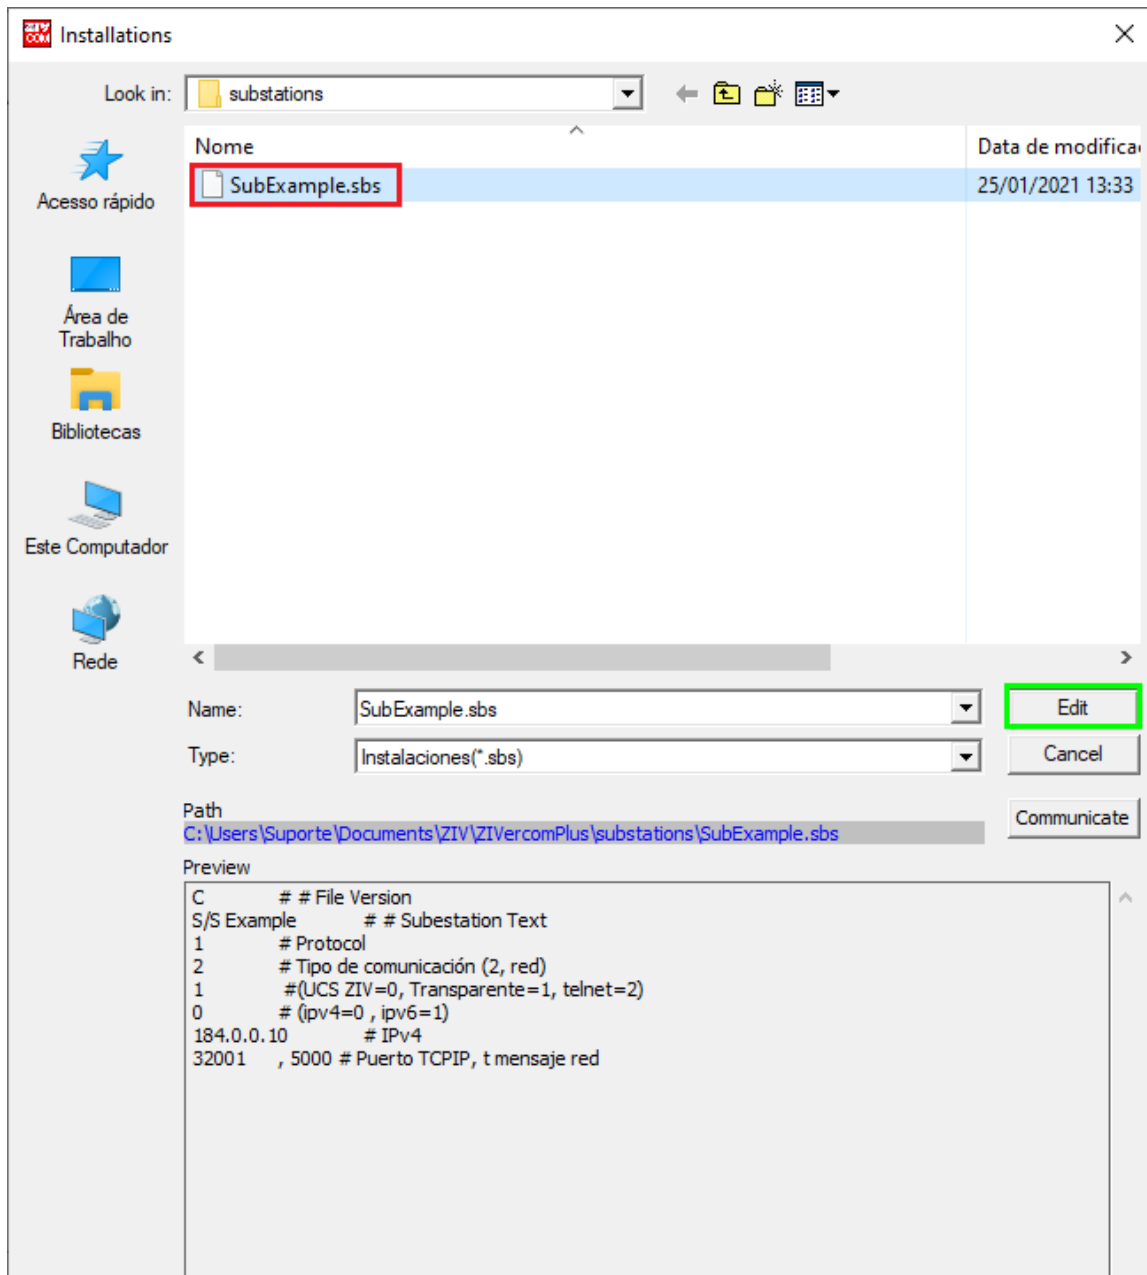 ZIV COM Installations
Look in: substations
Nome Data de modifica
SubExample.sbs 25/01/2021 13:33
Acesso rápido
Área de
Trabalho
Bibliotecas
Este Computador
Rede
Name: SubExample.sbs Edit
Type: Instalaciones(*.sbs) Cancel
Path
C:\Users\Suporte\Documents\ZIV\ZIVercomPlus\substations\SubExample.sbs
Communicate
Preview
C # # File Version
S/S Example # # Subestation Text
1 # Protocol
2 # Tipo de comunicación (2, red)
1 #(UCS ZIV=0, Transparente=1, telnet=2)
0 # (ipv4=0 , ipv6=1)
184.0.0.10 # IPv4
32001 , 5000 # Puerto TCPIP, t mensaje red